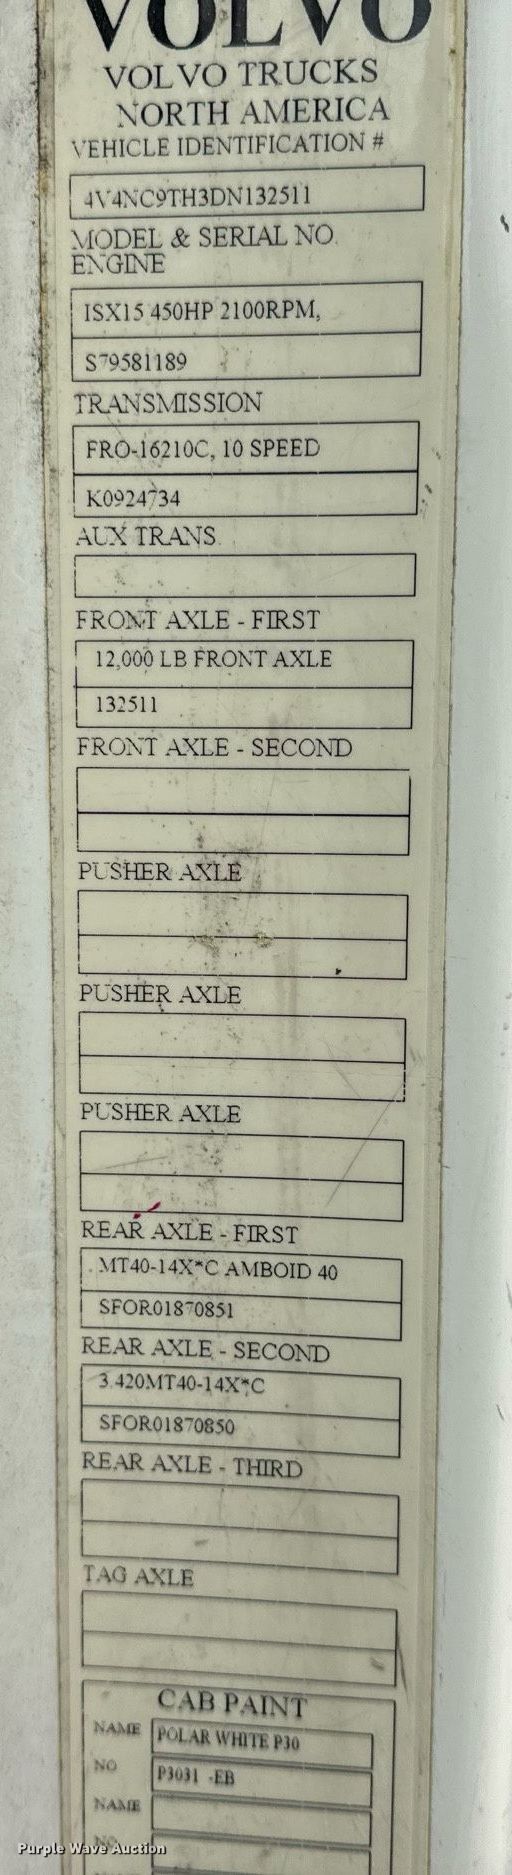 VOLVO
VOLVO TRUCKS
NORTH AMERICA
VEHICLE IDENTIFICATION #
4V4NC9TH3DN132511
MODEL & SERIAL NO.
ENGINE
ISX15 450HP 2100RPM,
S79581189
TRANSMISSION
FRO-16210C, 10 SPEED
K0924734
AUX TRANS.
FRONT AXLE - FIRST
12,000 LB FRONT AXLE
132511
FRONT AXLE - SECOND
PUSHER AXLE
PUSHER AXLE
PUSHER AXLE
REAR AXLE - FIRST
MT40-14X*C AMBOID 40
SFOR01870851
REAR AXLE - SECOND
3.420MT40-14X*C
SFOR01870850
REAR AXLE - THIRD
TAG AXLE
CAB PAINT
NAME POLAR WHITE P30
NO P3031 -EB
NAME
NO
Purple Wave Auction